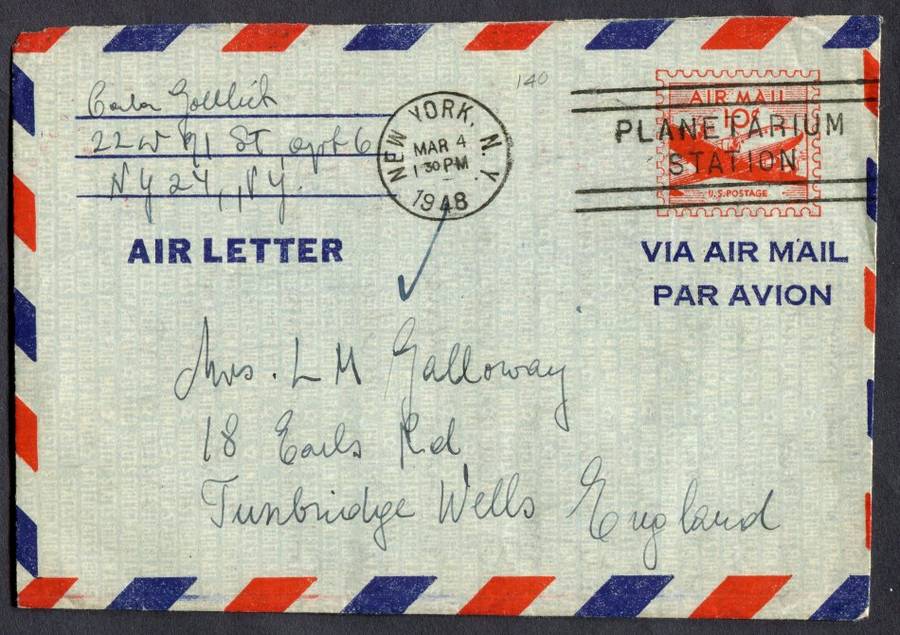 140
Carla Gottlieb
22 W 71 St apt 6
NY 24, NY.
NEW YORK, N.Y.
MAR 4
1 30 PM
1948
AIR MAIL
10¢
U.S. POSTAGE
PLANETARIUM
STATION
AIR LETTER
VIA AIR MAIL
PAR AVION
Mrs. L M Galloway
18 Earls Rd
Tunbridge Wells England